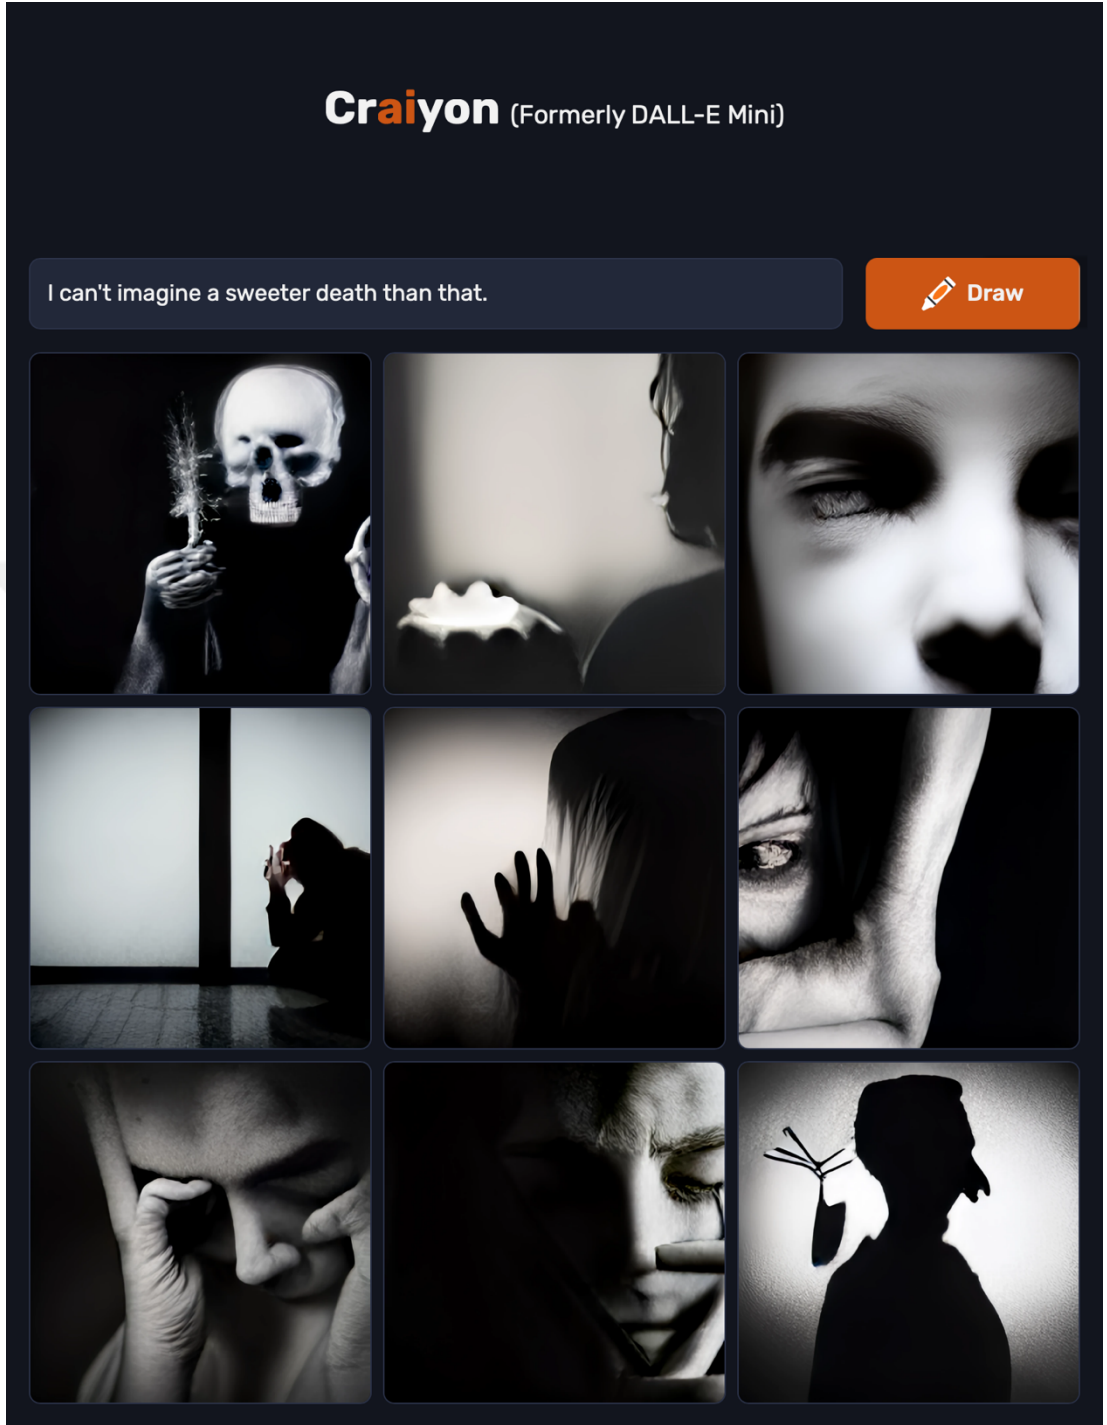 Craiyon (Formerly DALL-E Mini)
I can't imagine a sweeter death than that.
Draw